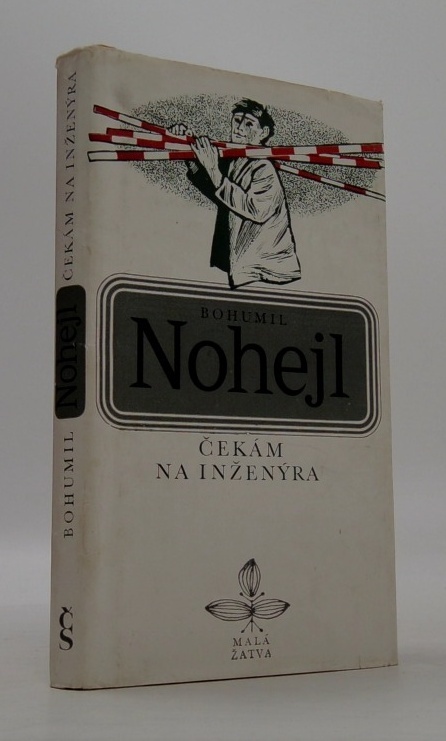 BOHUMIL
Nohejl
ČEKÁM
NA INŽENÝRA
MALÁ
ŽATVA
BOHUMIL Nohejl ČEKÁM NA INŽENÝRA
ČS